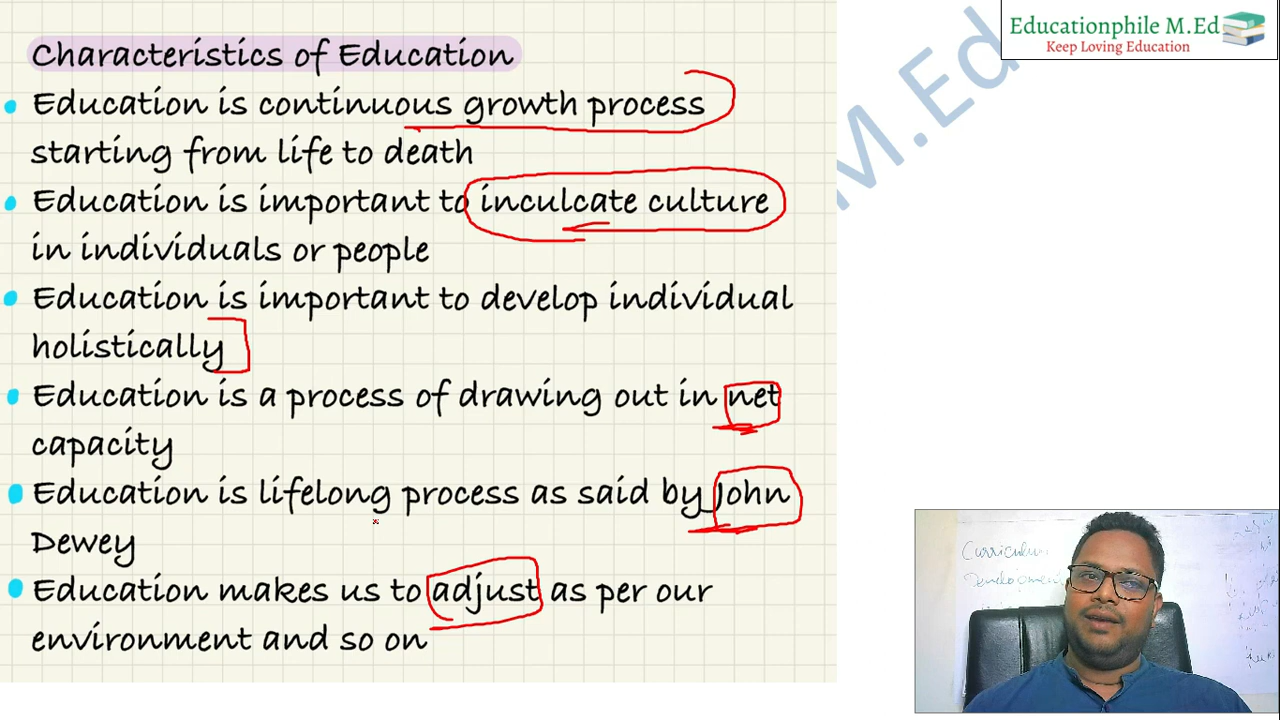 Characteristics of Education
Education is continuous growth process
starting from life to death
Education is important to inculcate culture
in individuals or people
Education is important to develop individual
holistically
Education is a process of drawing out in net
capacity
Education is lifelong process as said by John
Dewey
Education makes us to adjust as per our
environment and so on
M.Ed
Educationphile M.Ed
Keep Loving Education
Curriculum
Development